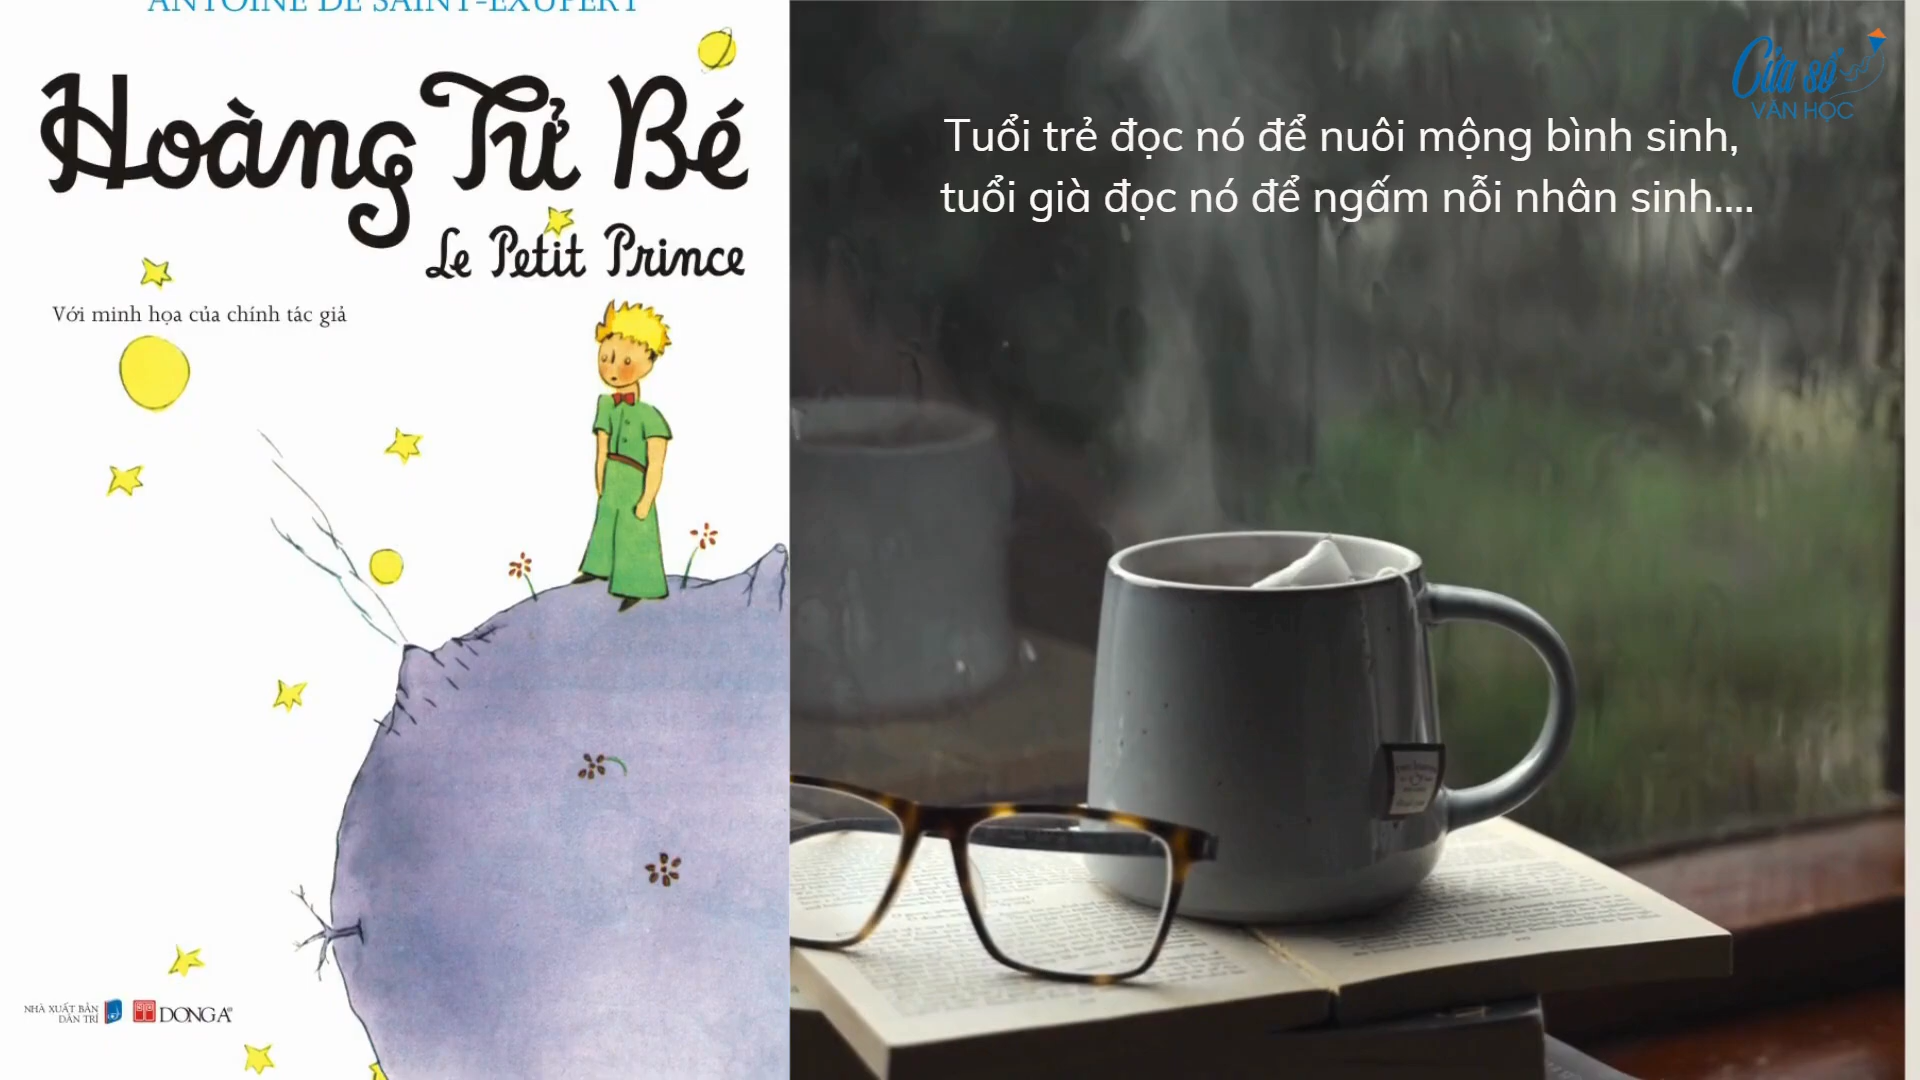 ANTOINE DE SAINT-EXUPÉRY
Hoàng Tử Bé
Le Petit Prince
Với minh họa của chính tác giả
NHÀ XUẤT BẢN
DÂN TRÍ
DONGA
Tuổi trẻ đọc nó để nuôi mộng bình sinh,
tuổi già đọc nó để ngấm nỗi nhân sinh....
Cửa sổ
VĂN HỌC